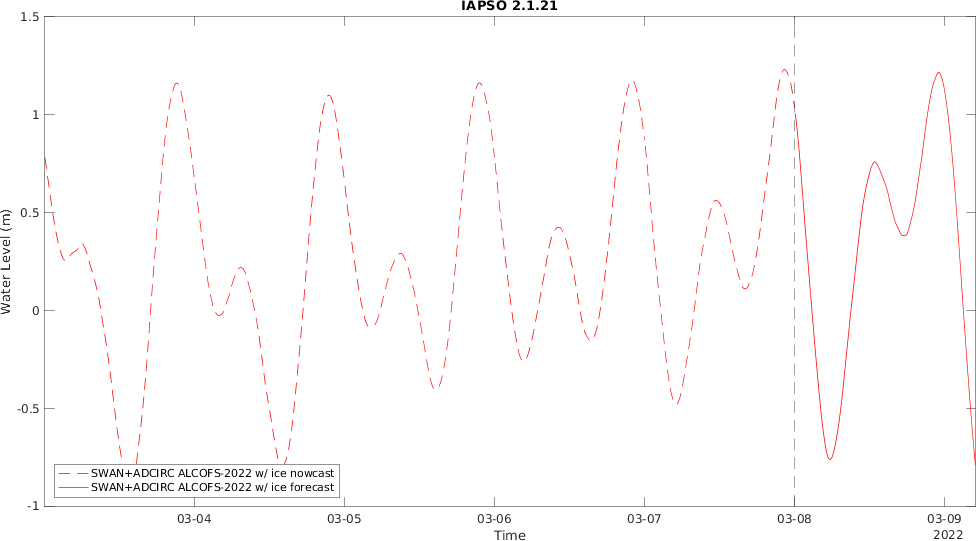 IAPSO 2.1.21
Water Level (m)
1.5
1
0.5
0
-0.5
-1
SWAN+ADCIRC ALCOFS-2022 w/ ice nowcast
SWAN+ADCIRC ALCOFS-2022 w/ ice forecast
03-04 03-05 03-06 03-07 03-08 03-09
Time
2022